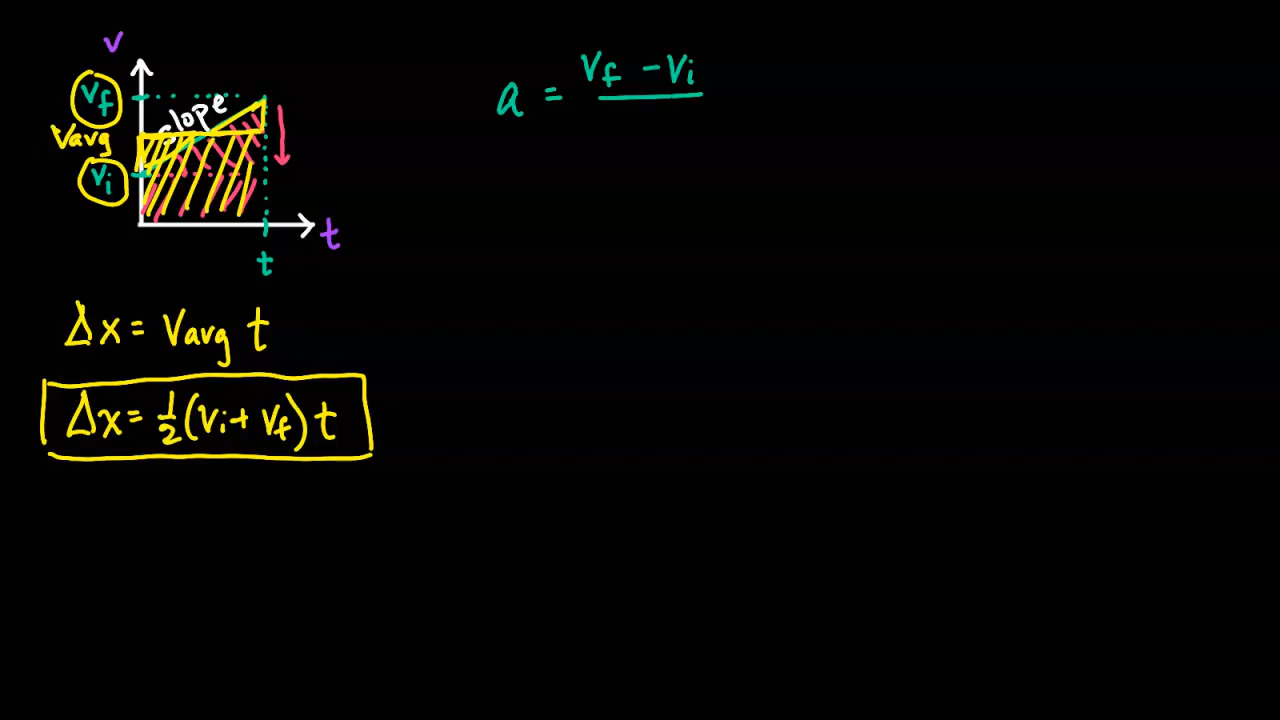 v
vf
slope
Vavg
vi
t
t
a = vf - vi
Δx = Vavg t
Δx = 1/2 (vi + vf) t